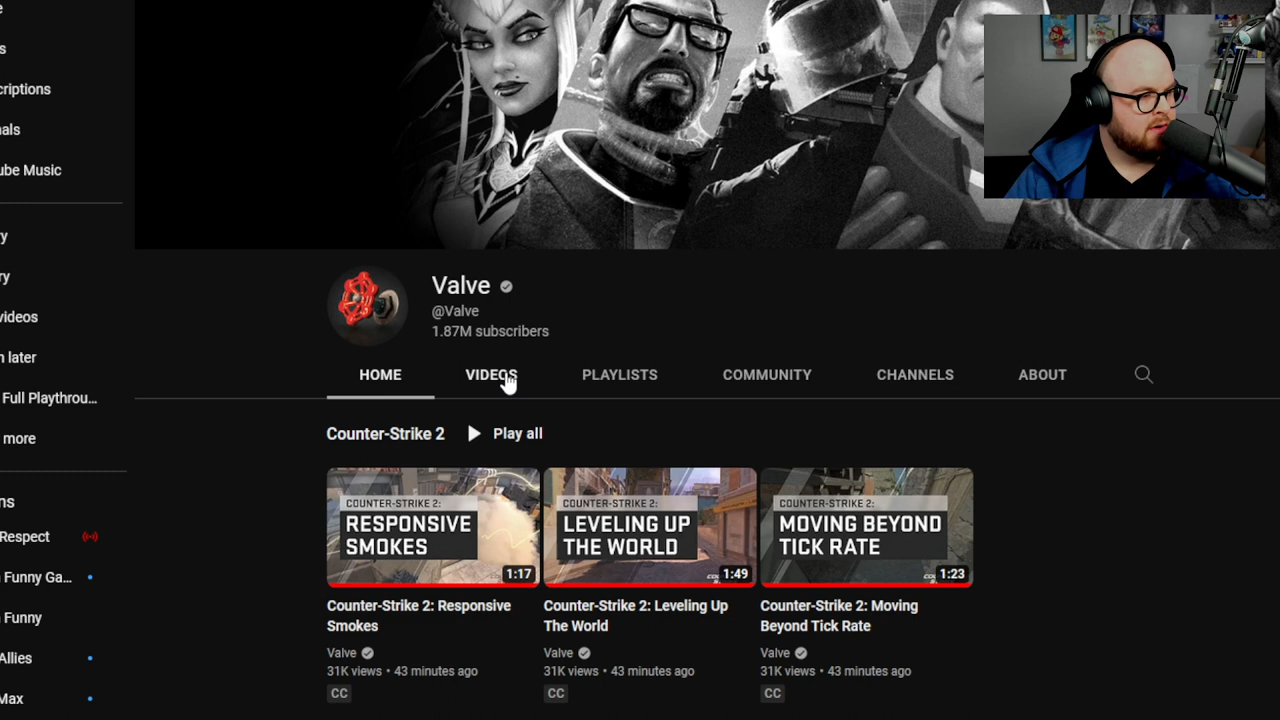 e
s
criptions
nals
ube Music
ry
ry
videos
h later
Full Playthrou...
more
ns
Respect
Funny Ga...
Funny
Allies
Max
Valve
@Valve
1.87M subscribers
HOME VIDEOS PLAYLISTS COMMUNITY CHANNELS ABOUT
Counter-Strike 2 Play all
COUNTER-STRIKE 2:
RESPONSIVE
SMOKES
1:17
Counter-Strike 2: Responsive
Smokes
Valve
31K views • 43 minutes ago
CC
COUNTER-STRIKE 2:
LEVELING UP
THE WORLD
1:49
Counter-Strike 2: Leveling Up
The World
Valve
31K views • 43 minutes ago
CC
COUNTER-STRIKE 2:
MOVING BEYOND
TICK RATE
1:23
Counter-Strike 2: Moving
Beyond Tick Rate
Valve
31K views • 43 minutes ago
CC